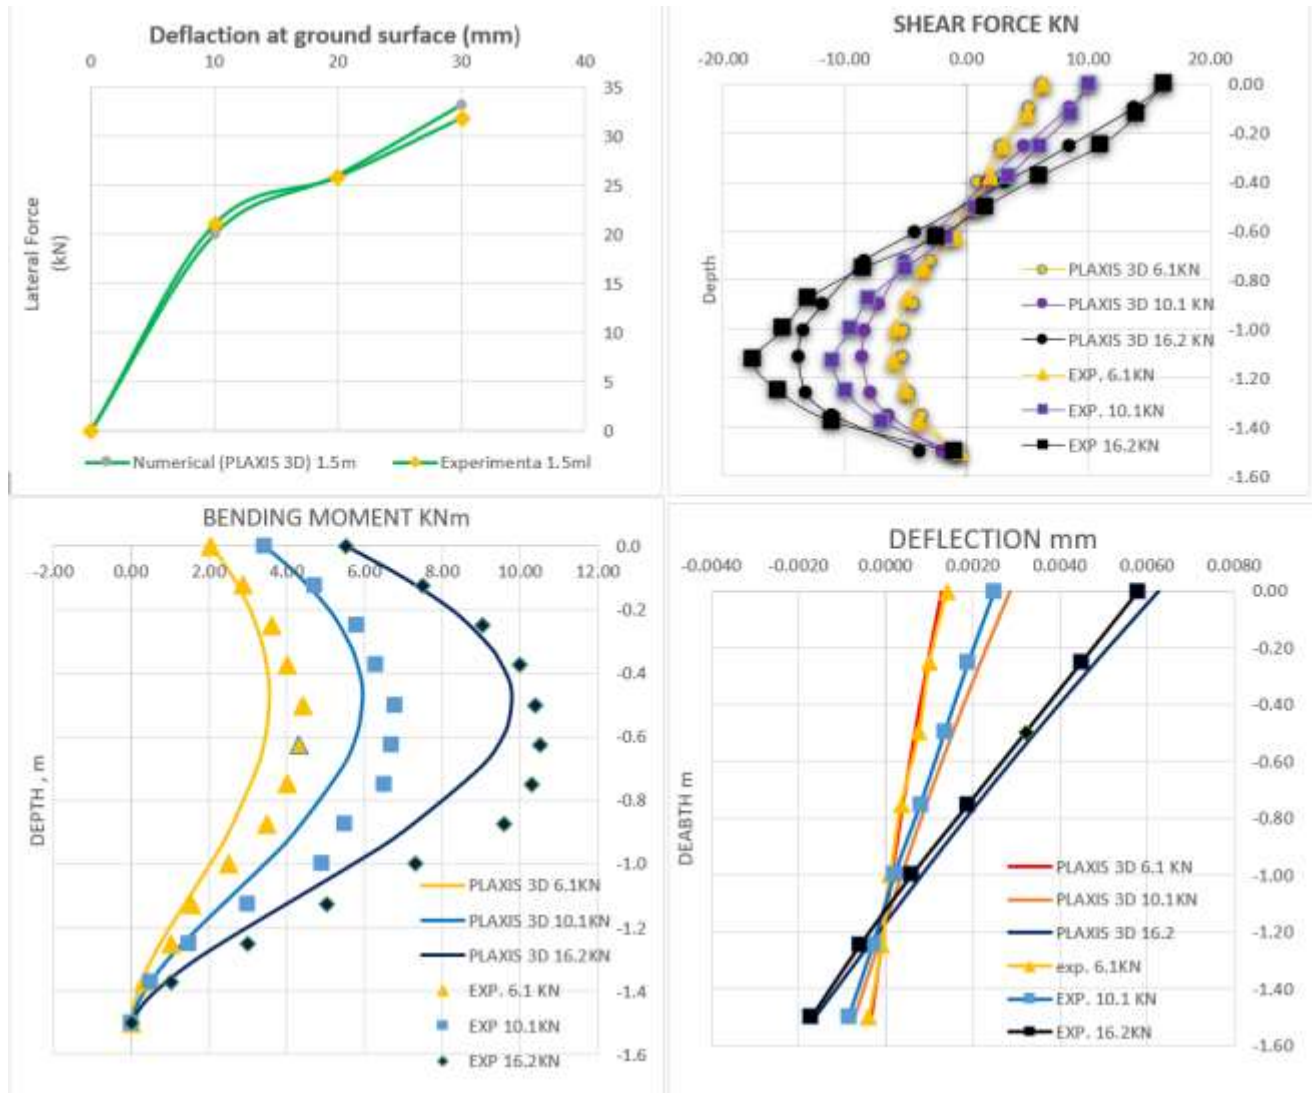 Deflaction at ground surface (mm)
0 10 20 30 40
35
30
25
20
15
10
5
0
Lateral Force
(kN)
Numerical (PLAXIS 3D) 1.5m Experimenta 1.5ml
SHEAR FORCE KN
-20.00 -10.00 0.00 10.00 20.00
0.00
-0.20
-0.40
-0.60
-0.80
-1.00
-1.20
-1.40
-1.60
Depth
PLAXIS 3D 6.1KN
PLAXIS 3D 10.1 KN
PLAXIS 3D 16.2 KN
EXP. 6.1KN
EXP. 10.1KN
EXP 16.2KN
BENDING MOMENT KNm
-2.00 0.00 2.00 4.00 6.00 8.00 10.00 12.00
0.0
-0.2
-0.4
-0.6
-0.8
-1.0
-1.2
-1.4
-1.6
DEPTH , m
PLAXIS 3D 6.1KN
PLAXIS 3D 10.1KN
PLAXIS 3D 16.2KN
EXP. 6.1 KN
EXP 10.1KN
EXP 16.2KN
DEFLECTION mm
-0.0040 -0.0020 0.0000 0.0020 0.0040 0.0060 0.0080
0.00
-0.20
-0.40
-0.60
-0.80
-1.00
-1.20
-1.40
-1.60
DEABTH m
PLAXIS 3D 6.1 KN
PLAXIS 3D 10.1KN
PLAXIS 3D 16.2
exp. 6.1KN
EXP. 10.1 KN
EXP. 16.2KN